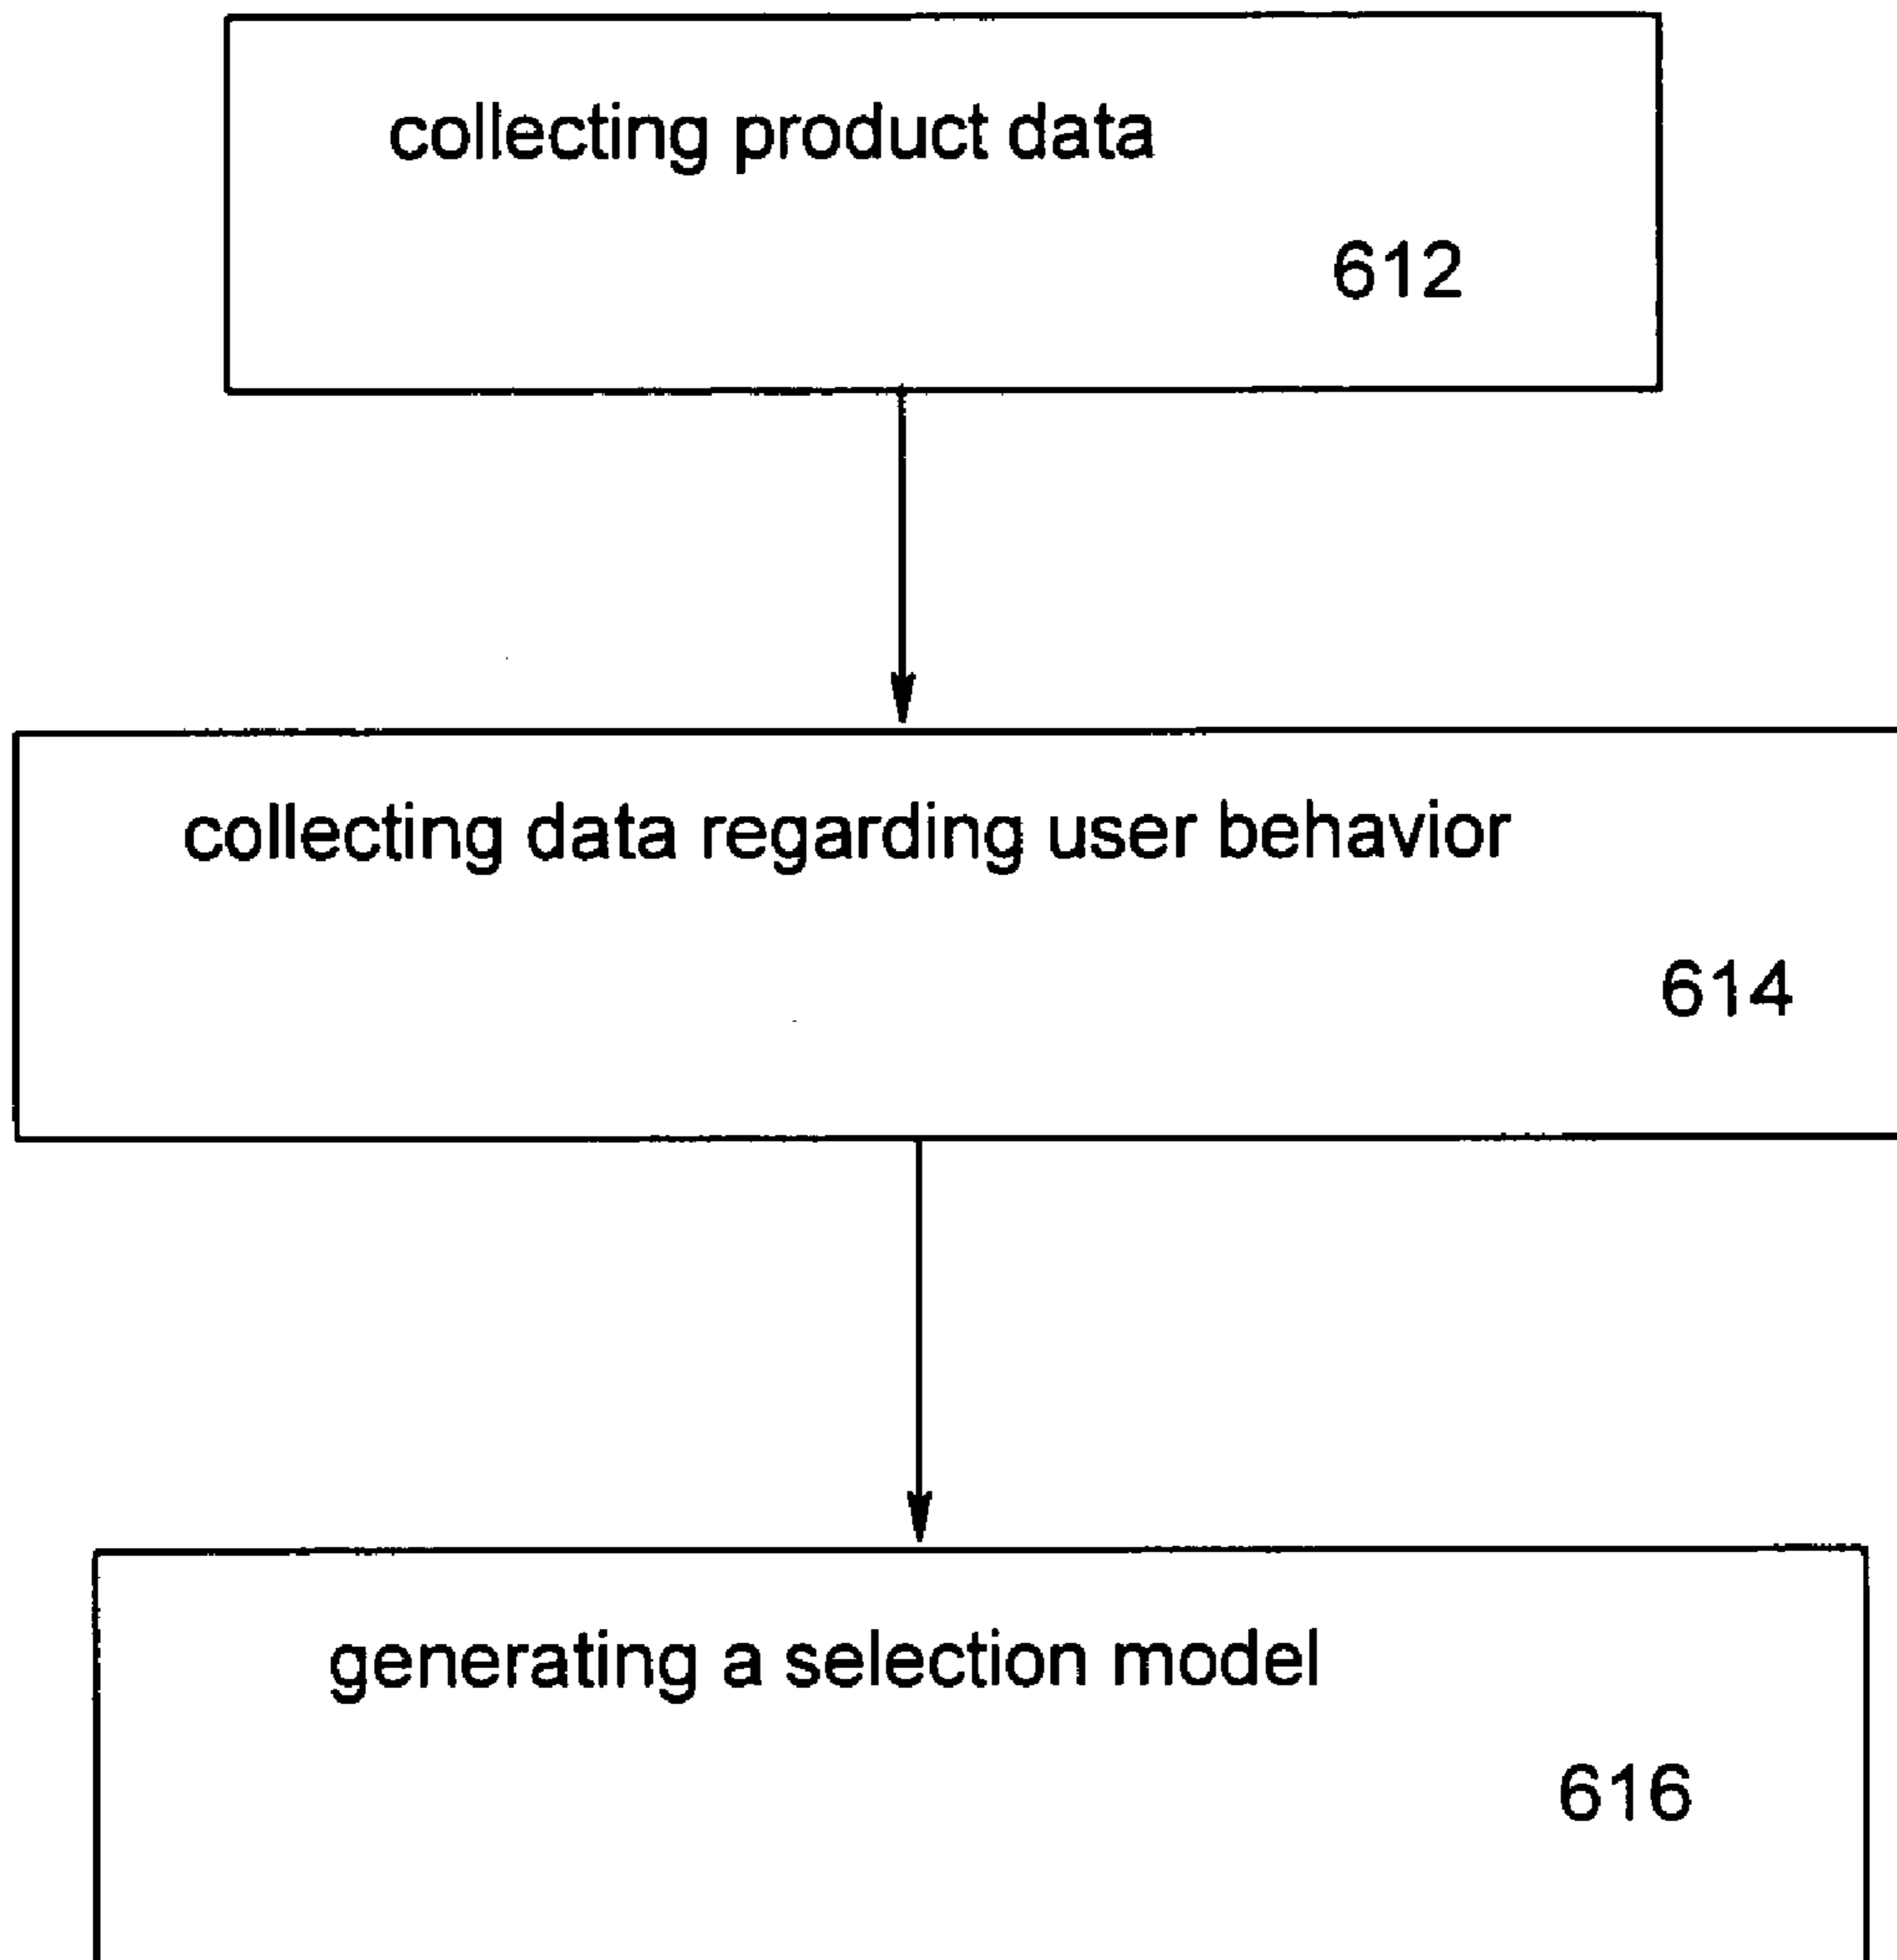 collecting product data
612
collecting data regarding user behavior
614
generating a selection model
616